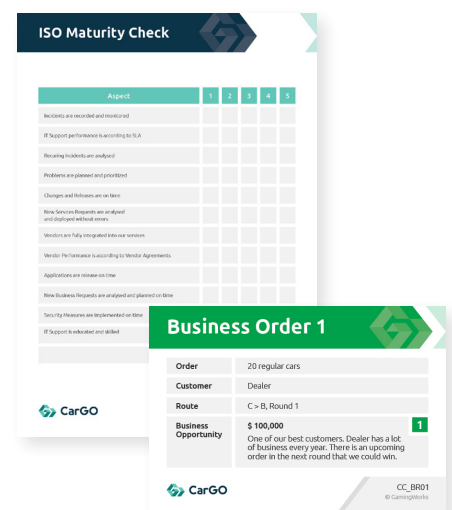 ISO Maturity Check
Aspect 1 2 3 4 5
Incidents are recorded and monitored
IT Support performance is according to SLA
Recuring Incidents are analysed
Problems are planned and prioritized
Changes and Releases are on time
New Services Requests are analysed
and deployed without errors
Vendors are fully integrated into our services
Vendor Performance is according to Vendor Agreements
Applications are release on time
New Business Requests are analysed and planned on time
Security Measures are Implemented on time
IT Support is educated and skilled
CarGO
Business Order 1
Order 20 regular cars
Customer Dealer
Route C > B, Round 1
Business Opportunity $ 100,000 1
One of our best customers. Dealer has a lot
of business every year. There is an upcoming
order in the next round that we could win.
CarGO
CC_BR01
© GamingWorks